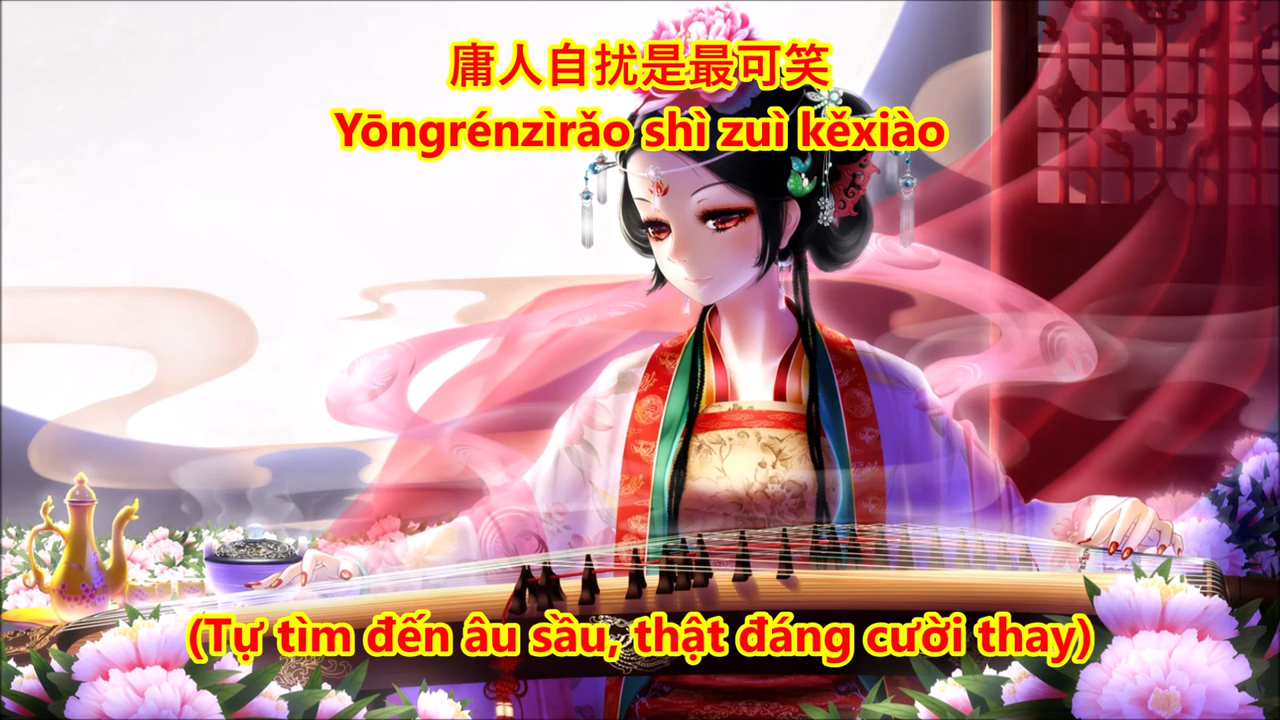 庸人自扰是最可笑
Yōngrénzìrǎo shì zuì kěxiào
(Tự tìm đến âu sầu, thật đáng cười thay)